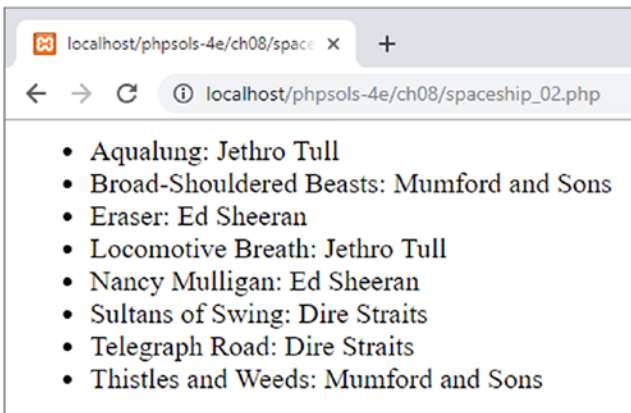 localhost/phpsols-4e/ch08/space
localhost/phpsols-4e/ch08/spaceship_02.php
• Aqualung: Jethro Tull
• Broad-Shouldered Beasts: Mumford and Sons
• Eraser: Ed Sheeran
• Locomotive Breath: Jethro Tull
• Nancy Mulligan: Ed Sheeran
• Sultans of Swing: Dire Straits
• Telegraph Road: Dire Straits
• Thistles and Weeds: Mumford and Sons